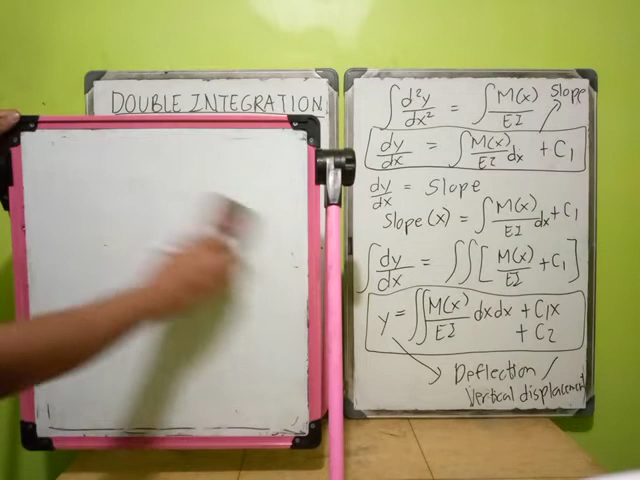 DOUBLE INTEGRATION
∫ d²y/dx² = ∫ M(x)/EI
Slope
dy/dx = ∫ M(x)/EI dx + C₁
dy/dx = Slope
Slope(x) = ∫ M(x)/EI dx + C₁
∫ dy/dx = ∫∫ [ M(x)/EI + C₁ ]
y = ∫∫ M(x)/EI dxdx + C₁x
+ C₂
Deflection /
Vertical displacement